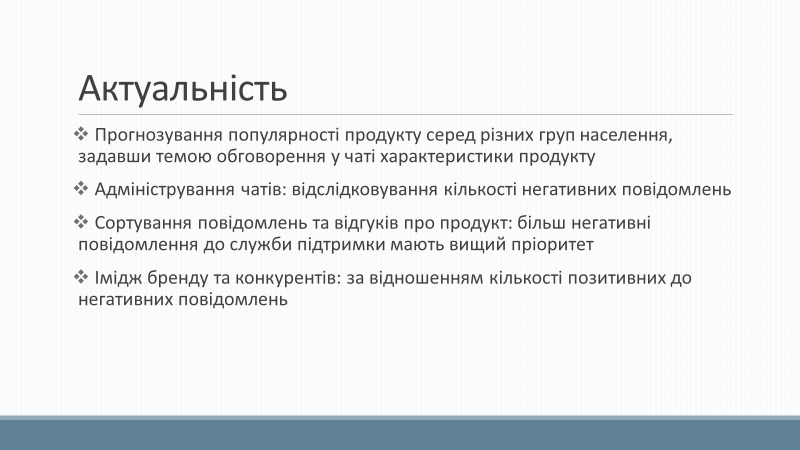 Актуальність
❖ Прогнозування популярності продукту серед різних груп населення,
задавши темою обговорення у чаті характеристики продукту
❖ Адміністрування чатів: відслідковування кількості негативних повідомлень
❖ Сортування повідомлень та відгуків про продукт: більш негативні
повідомлення до служби підтримки мають вищий пріоритет
❖ Імідж бренду та конкурентів: за відношенням кількості позитивних до
негативних повідомлень